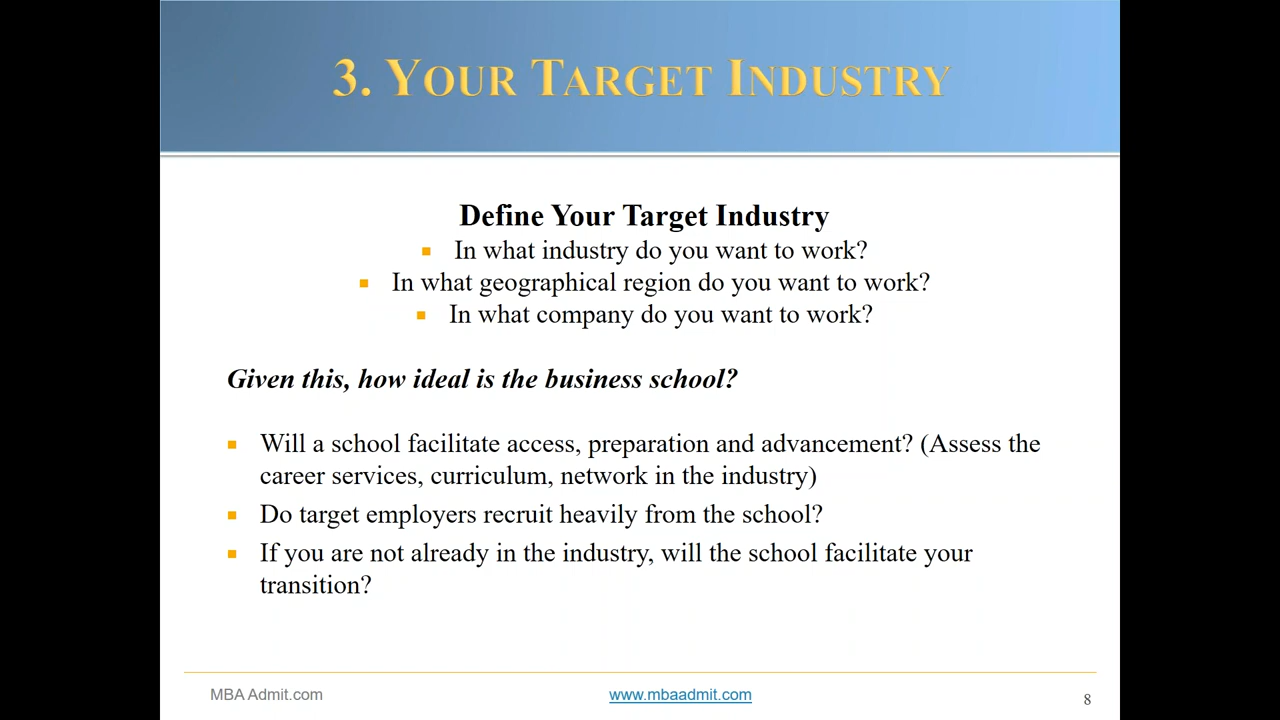 3. YOUR TARGET INDUSTRY
Define Your Target Industry
In what industry do you want to work?
In what geographical region do you want to work?
In what company do you want to work?
Given this, how ideal is the business school?
Will a school facilitate access, preparation and advancement? (Assess the
career services, curriculum, network in the industry)
Do target employers recruit heavily from the school?
If you are not already in the industry, will the school facilitate your
transition?
MBA Admit.com
www.mbaadmit.com
8